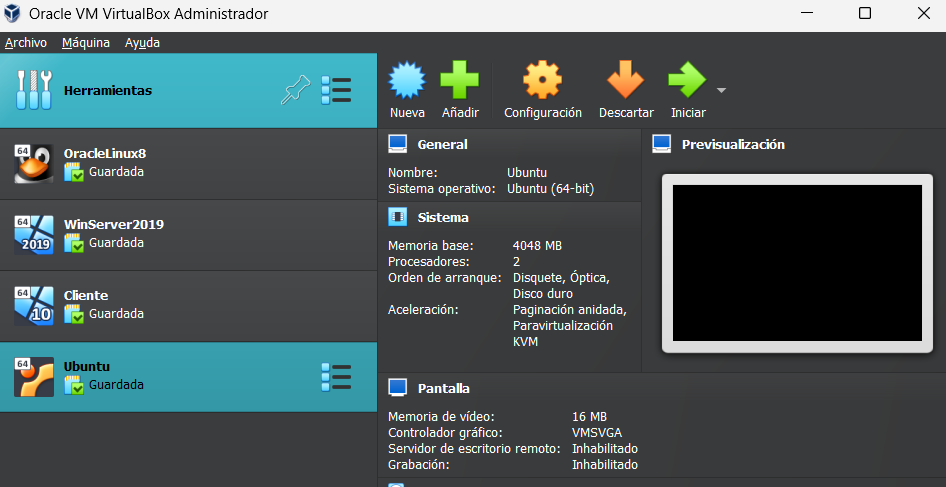 Oracle VM VirtualBox Administrador
Archivo Máquina Ayuda
Herramientas
Nueva Añadir Configuración Descartar Iniciar
64
OracleLinux8
Guardada
64
2019
WinServer2019
Guardada
64
10
Cliente
Guardada
64
Ubuntu
Guardada
General
Nombre: Ubuntu
Sistema operativo: Ubuntu (64-bit)
Sistema
Memoria base: 4048 MB
Procesadores: 2
Orden de arranque: Disquete, Óptica,
Disco duro
Aceleración: Paginación anidada,
Paravirtualización
KVM
Previsualización
Pantalla
Memoria de vídeo: 16 MB
Controlador gráfico: VMSVGA
Servidor de escritorio remoto: Inhabilitado
Grabación: Inhabilitado